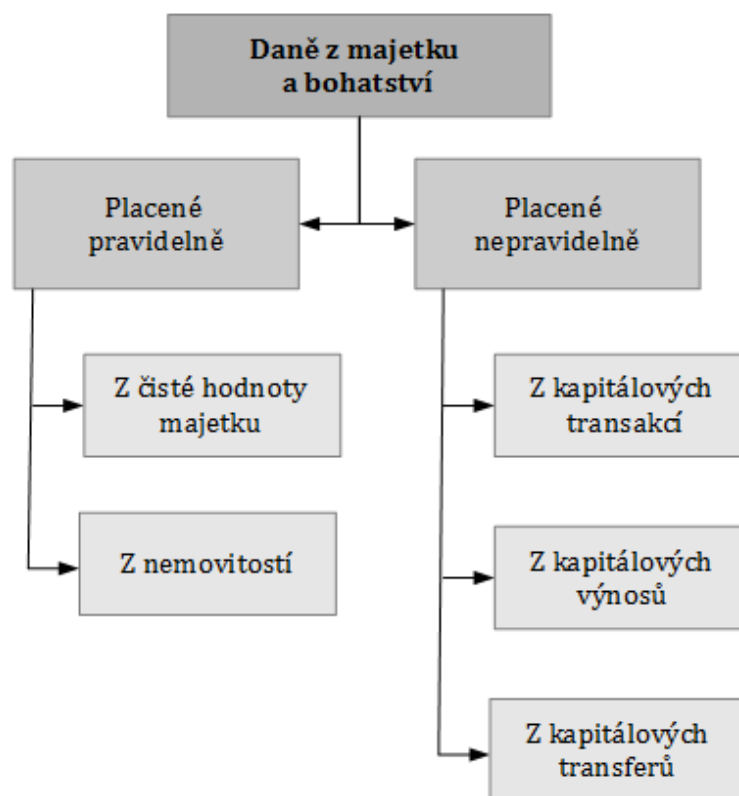 Daně z majetku
a bohatství
Placené
pravidelně
Placené
nepravidelně
Z čisté hodnoty
majetku
Z nemovitostí
Z kapitálových
transakcí
Z kapitálových
výnosů
Z kapitálových
transferů